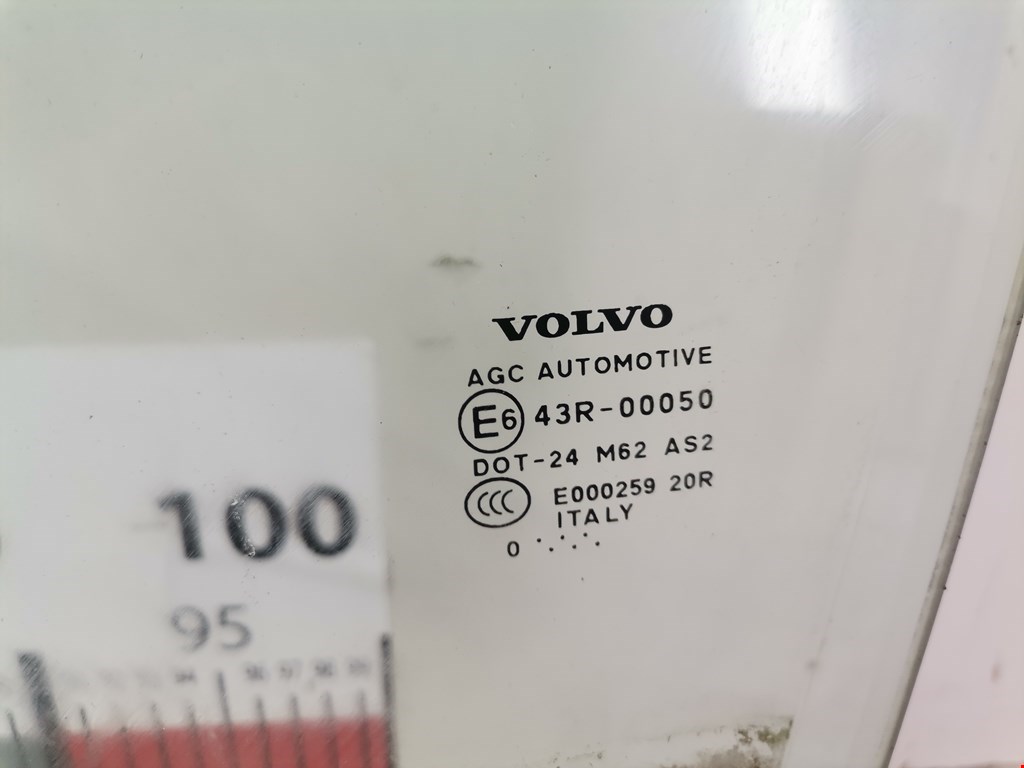 VOLVO
AGC AUTOMOTIVE
E6 43R-00050
DOT-24 M62 AS2
CCC E000259 20R
ITALY
0
100
95